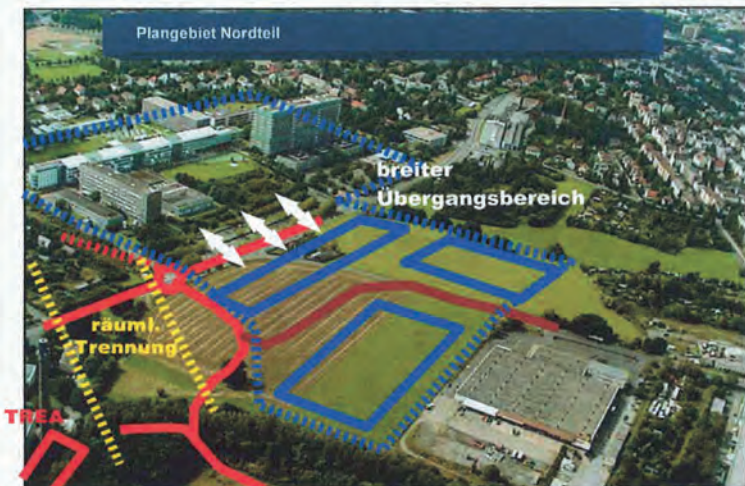 Plangebiet Nordteil
breiter
Übergangsbereich
räuml.
Trennung
TREA